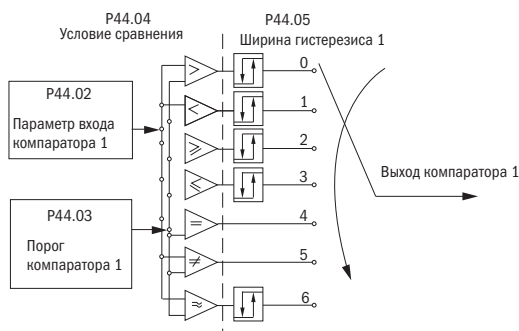 P44.04
Условие сравнения
P44.05
Ширина гистерезиса 1
P44.02
Параметр входа
компаратора 1
P44.03
Порог
компаратора 1
>
<
⩾
⩽
=
≠
≈
0
1
2
3
4
5
6
Выход компаратора 1